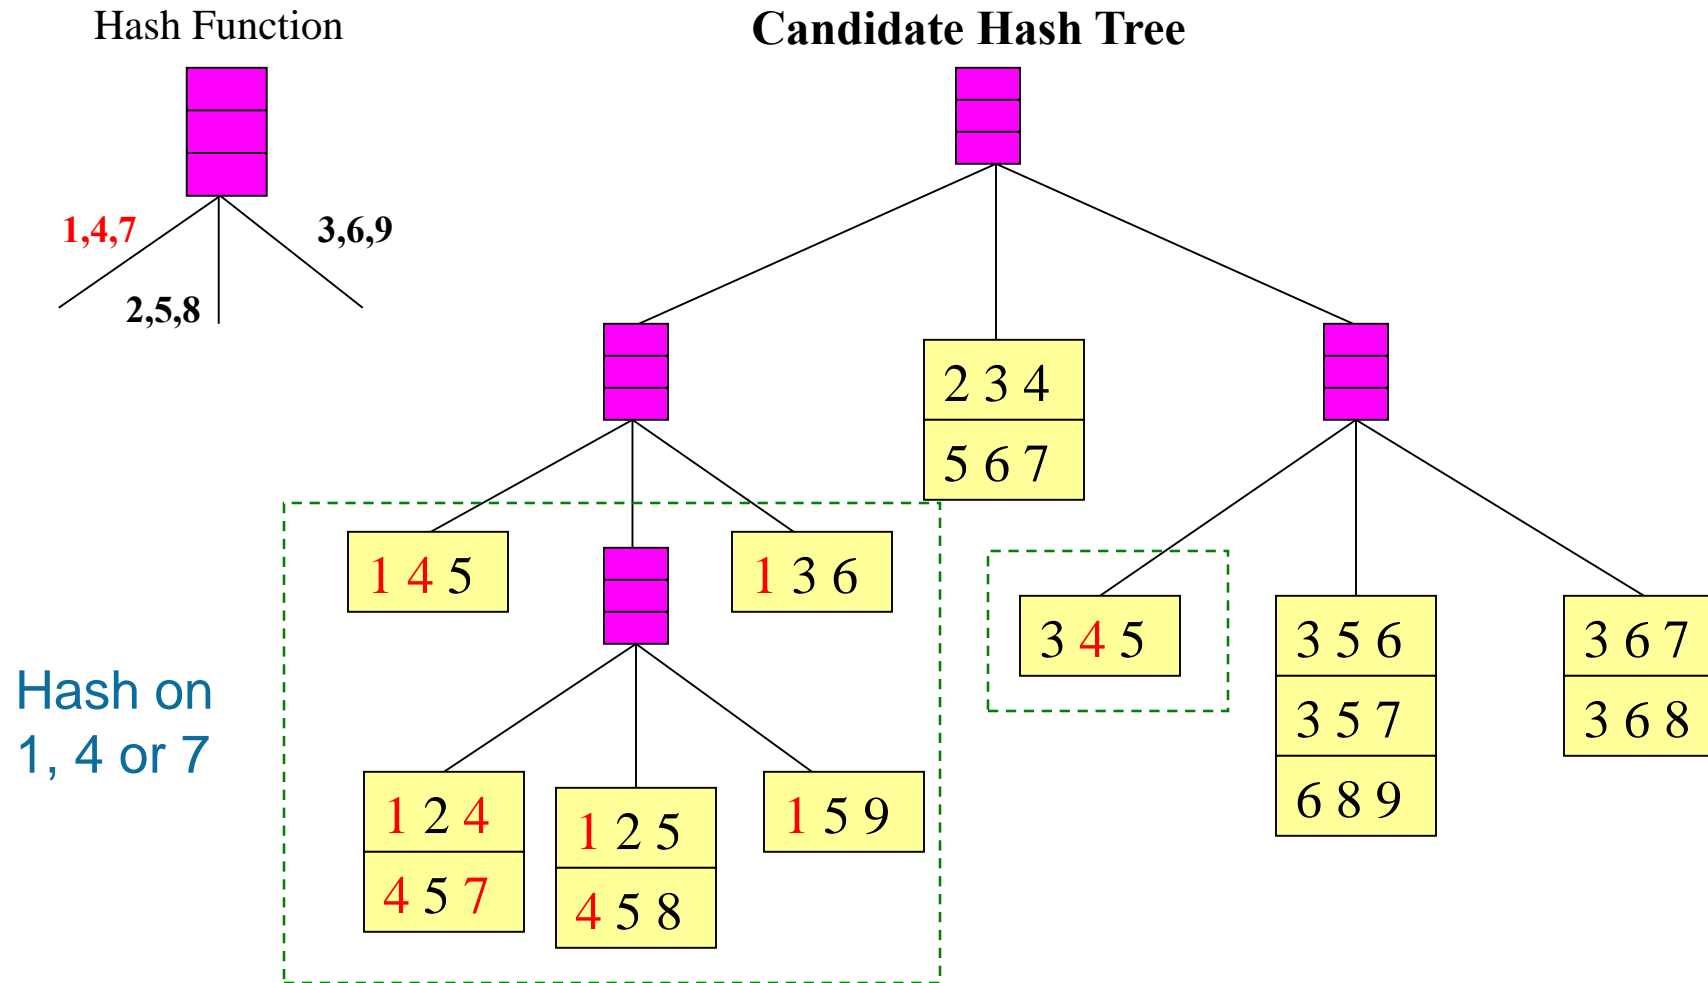 Hash Function
Candidate Hash Tree
1,4,7
3,6,9
2,5,8
2 3 4
5 6 7
1 4 5
1 3 6
3 4 5
3 5 6
3 6 7
3 5 7
3 6 8
6 8 9
Hash on
1, 4 or 7
1 2 4
1 2 5
1 5 9
4 5 7
4 5 8